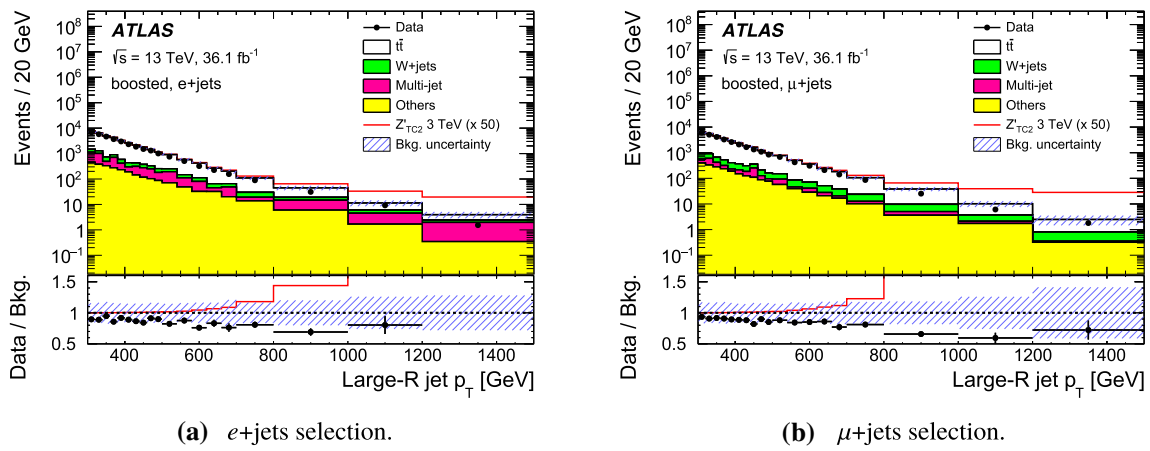 Events / 20 GeV
10⁸
10⁷
10⁶
10⁵
10⁴
10³
10²
10
1
10⁻¹
ATLAS
√s = 13 TeV, 36.1 fb⁻¹
boosted, e+jets
Data
tt̄
W+jets
Multi-jet
Others
Z'TC2 3 TeV (x 50)
Bkg. uncertainty
Data / Bkg.
1.5
1
0.5
400 600 800 1000 1200 1400
Large-R jet pT [GeV]
(a) e+jets selection.
Events / 20 GeV
10⁸
10⁷
10⁶
10⁵
10⁴
10³
10²
10
1
10⁻¹
ATLAS
√s = 13 TeV, 36.1 fb⁻¹
boosted, μ+jets
Data
tt̄
W+jets
Multi-jet
Others
Z'TC2 3 TeV (x 50)
Bkg. uncertainty
Data / Bkg.
1.5
1
0.5
400 600 800 1000 1200 1400
Large-R jet pT [GeV]
(b) μ+jets selection.